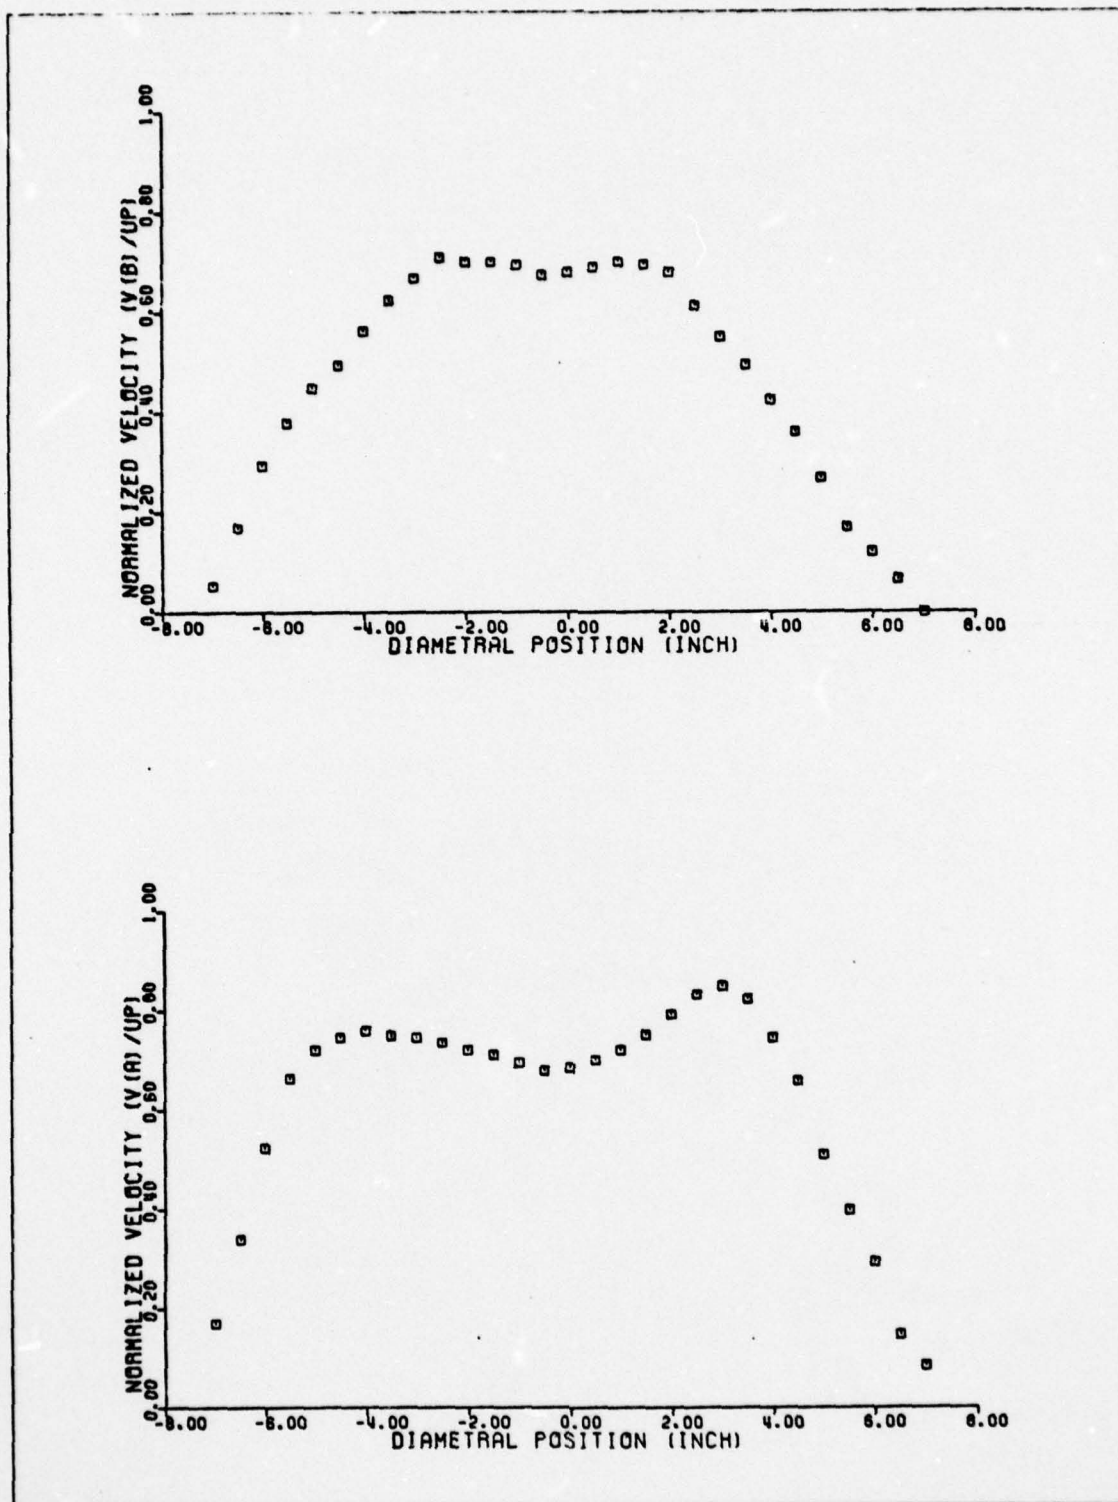 NORMALIZED VELOCITY (V(B)/UP)
1.00
0.80
0.60
0.40
0.20
0.00
-8.00 -6.00 -4.00 -2.00 0.00 2.00 4.00 6.00 8.00
DIAMETRAL POSITION (INCH)
NORMALIZED VELOCITY (V(A)/UP)
1.00
0.80
0.60
0.40
0.20
0.00
-8.00 -6.00 -4.00 -2.00 0.00 2.00 4.00 6.00 8.00
DIAMETRAL POSITION (INCH)